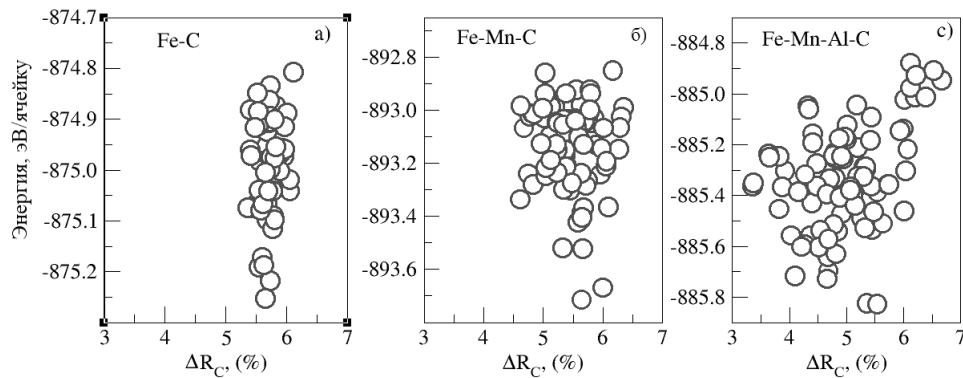 Энергия, эВ/ячейку
-874.7
-874.8
-874.9
-875.0
-875.1
-875.2
Fe-C
а)
3 4 5 6 7
ΔR_C, (%)
-892.8
-893.0
-893.2
-893.4
-893.6
Fe-Mn-C
б)
4 5 6 7
ΔR_C, (%)
-884.8
-885.0
-885.2
-885.4
-885.6
-885.8
Fe-Mn-Al-C
с)
3 4 5 6 7
ΔR_C, (%)